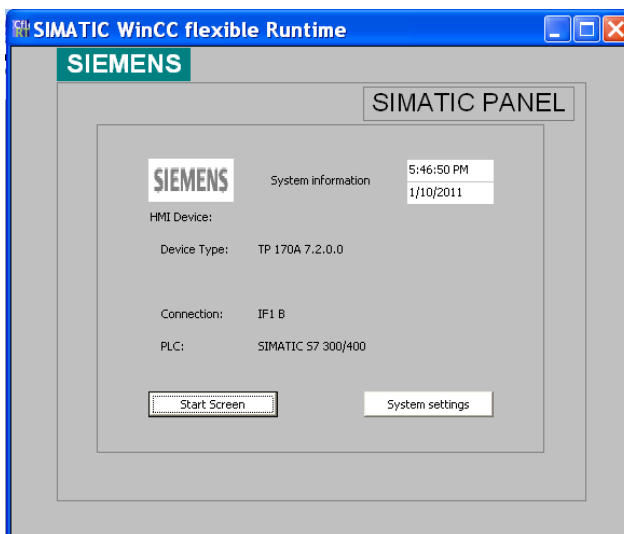 SIMATIC WinCC flexible Runtime
SIEMENS
SIMATIC PANEL
SIEMENS
System information
5:46:50 PM
1/10/2011
HMI Device:
Device Type: TP 170A 7.2.0.0
Connection: IF1 B
PLC: SIMATIC S7 300/400
Start Screen System settings